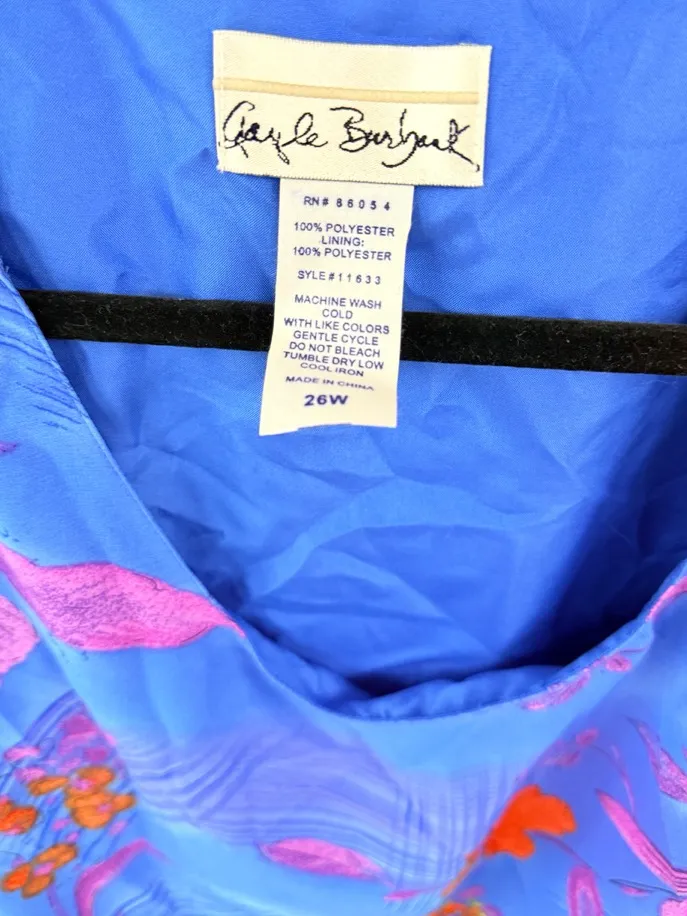 Gayle Burbank
RN# 86054
100% POLYESTER
LINING:
100% POLYESTER
SYLE#11633
MACHINE WASH
COLD
WITH LIKE COLORS
GENTLE CYCLE
DO NOT BLEACH
TUMBLE DRY LOW
COOL IRON
MADE IN CHINA
26W